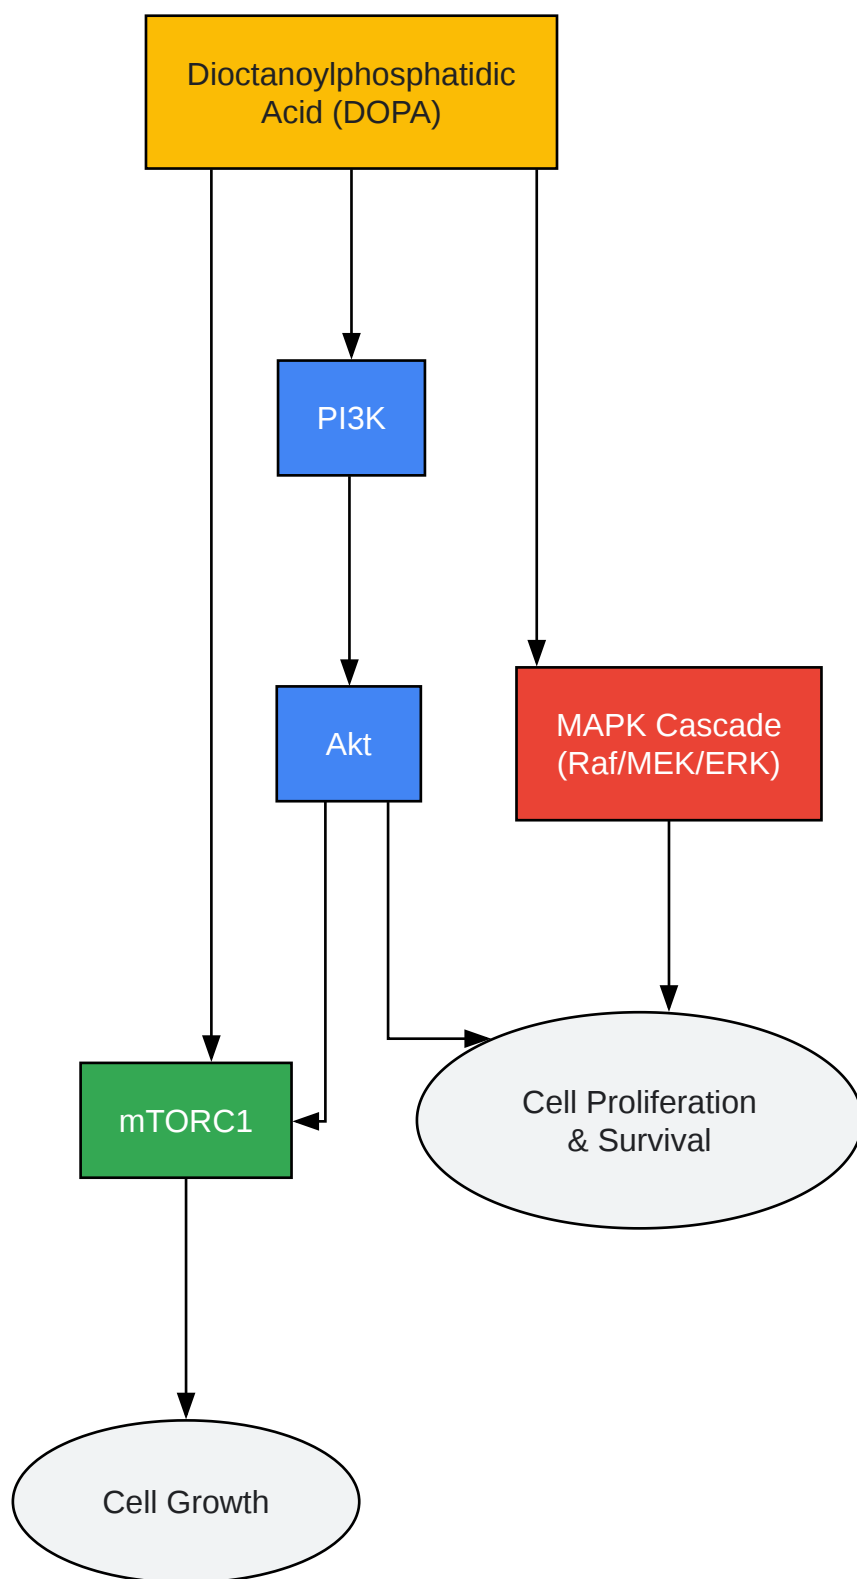 Dioctanoylphosphatidic
Acid (DOPA)
PI3K
Akt
MAPK Cascade
(Raf/MEK/ERK)
mTORC1
Cell Proliferation
& Survival
Cell Growth